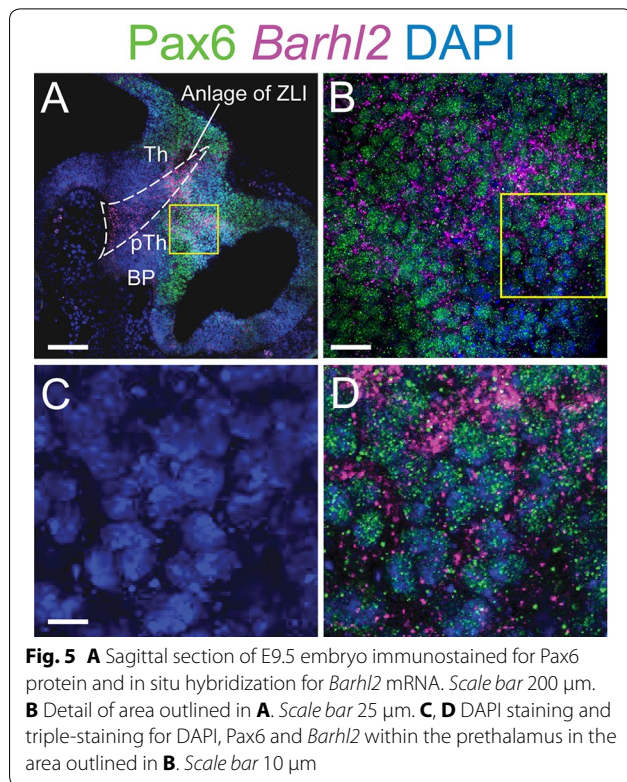 Pax6 Barhl2 DAPI
A
B
Anlage of ZLI
Th
pTh
BP
C
D
Fig. 5 A Sagittal section of E9.5 embryo immunostained for Pax6
protein and in situ hybridization for Barhl2 mRNA. Scale bar 200 µm.
B Detail of area outlined in A. Scale bar 25 µm. C, D DAPI staining and
triple-staining for DAPI, Pax6 and Barhl2 within the prethalamus in the
area outlined in B. Scale bar 10 µm